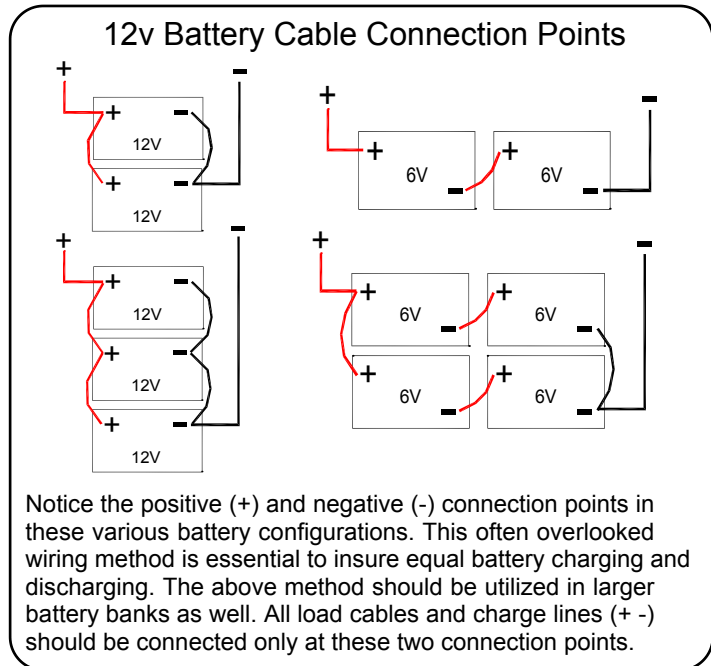 12v Battery Cable Connection Points
+ -
+ -
12V
+ -
12V
+ -
+ - + -
6V 6V
+ -
+ -
12V
+ -
12V
+ -
12V
+ -
+ - + -
6V 6V
+ - + -
6V 6V
Notice the positive (+) and negative (-) connection points in
these various battery configurations. This often overlooked
wiring method is essential to insure equal battery charging and
discharging. The above method should be utilized in larger
battery banks as well. All load cables and charge lines (+ -)
should be connected only at these two connection points.